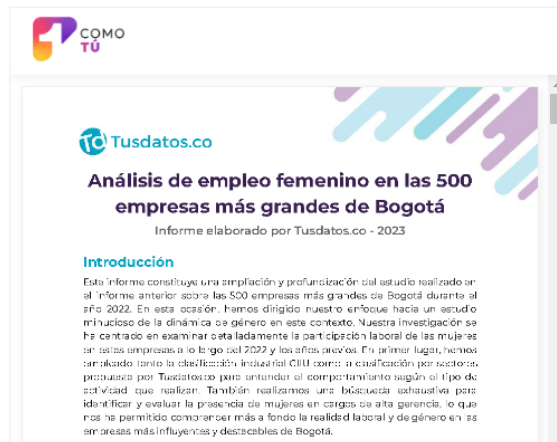 COMO
TÚ
Tusdatos.co
Análisis de empleo femenino en las 500
empresas más grandes de Bogotá
Informe elaborado por Tusdatos.co - 2023
Introducción
Este informe constituye una ampliación y profundización del estudio realizado en
el informe anterior sobre las 500 empresas más grandes de Bogotá durante el
año 2022. En esta ocasión, hemos dirigido nuestro enfoque hacia un estudio
minucioso de la dinámica de género en este contexto. Nuestra investigación se
ha centrado en examinar detalladamente la participación laboral de las mujeres
en estas empresas a lo largo del 2022 y los años previos. En primer lugar, hemos
empleado tanto la clasificación industrial CIIU como la clasificación por sectores
propuesta por Tusdatos.co para entender el comportamiento según el tipo de
actividad que realizan. También realizamos una búsqueda exhaustiva para
identificar y evaluar la presencia de mujeres en cargos de alta gerencia, lo que
nos ha permitido comprender más a fondo la realidad laboral y de género en las
empresas más influyentes y destacables de Bogotá.